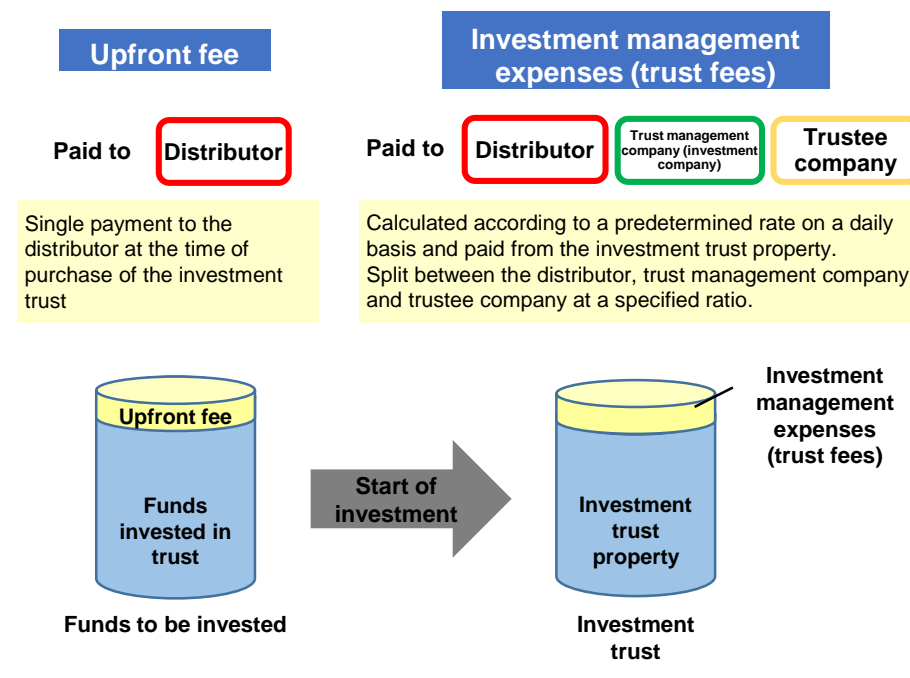 Upfront fee
Investment management
expenses (trust fees)
Paid to
Distributor
Paid to
Distributor
Trust management
company (investment
company)
Trustee
company
Single payment to the
distributor at the time of
purchase of the investment
trust
Calculated according to a predetermined rate on a daily
basis and paid from the investment trust property.
Split between the distributor, trust management company
and trustee company at a specified ratio.
Upfront fee
Funds
invested in
trust
Funds to be invested
Start of
investment
Investment
management
expenses
(trust fees)
Investment
trust
property
Investment
trust